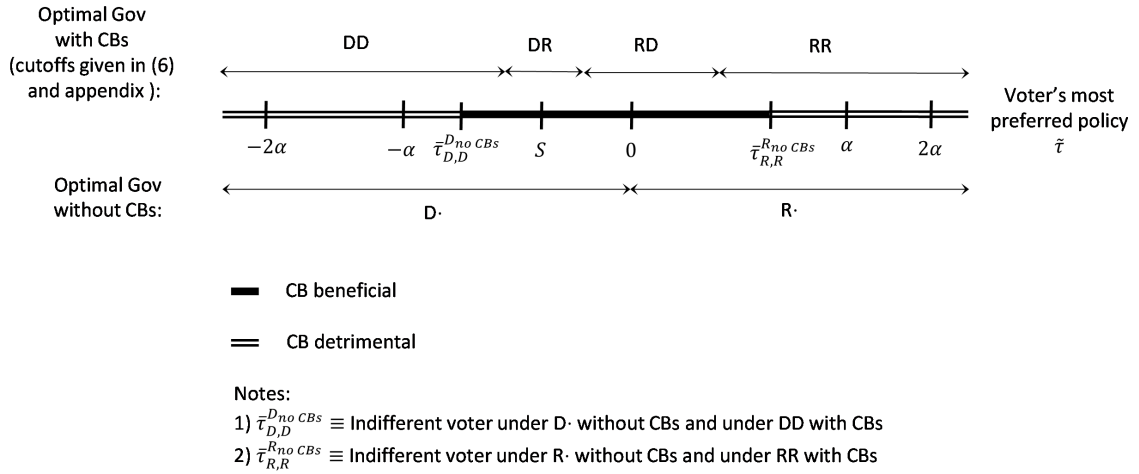 Optimal Gov
with CBs
(cutoffs given in (6)
and appendix ):
DD
DR
RD
RR
−2α
−α
τ̄_{D,D}^{D_{no CBs}}
S
0
τ̄_{R,R}^{R_{no CBs}}
α
2α
Voter's most
preferred policy
τ̃
Optimal Gov
without CBs:
D·
R·
CB beneficial
CB detrimental
Notes:
1) τ̄_{D,D}^{D_{no CBs}} ≡ Indifferent voter under D· without CBs and under DD with CBs
2) τ̄_{R,R}^{R_{no CBs}} ≡ Indifferent voter under R· without CBs and under RR with CBs